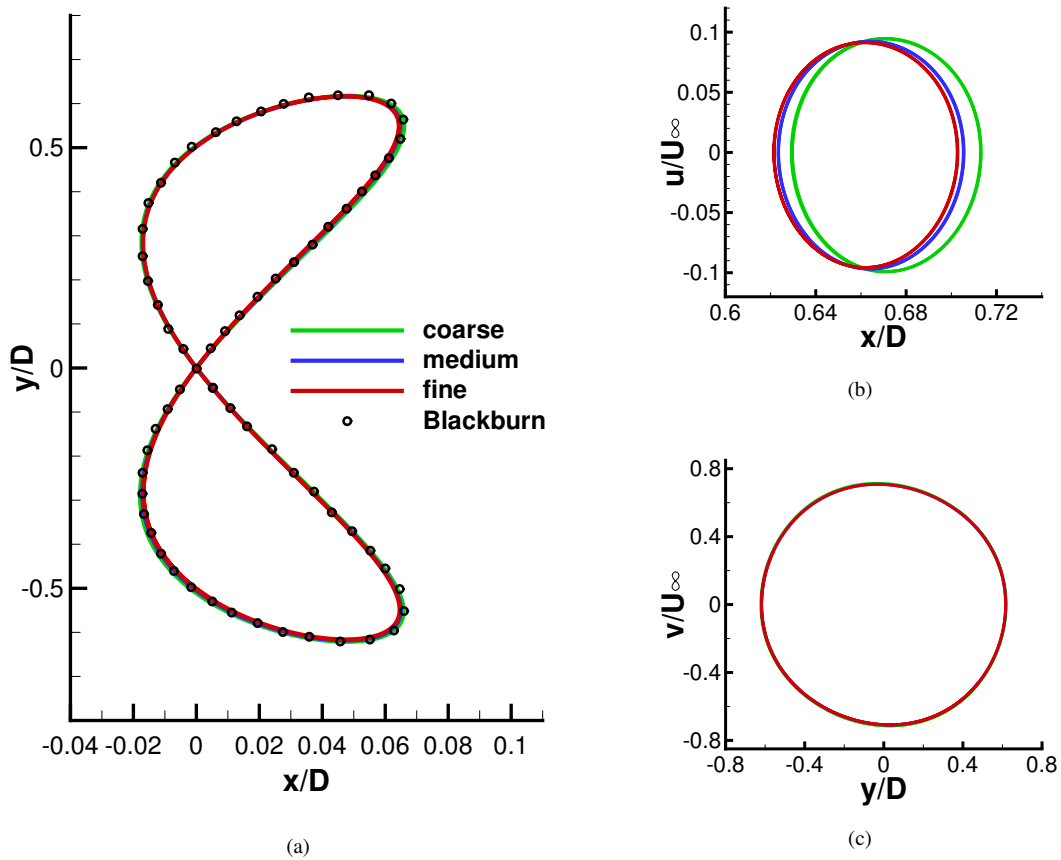 0.5
0
-0.5
y/D
-0.04
-0.02
0
0.02
0.04
0.06
0.08
0.1
x/D
coarse
medium
fine
Blackburn
(a)
0.1
0.05
0
-0.05
-0.1
u/U∞
0.6
0.64
0.68
0.72
x/D
(b)
0.8
0.4
0
-0.4
-0.8
v/U∞
-0.8
-0.4
0
0.4
0.8
y/D
(c)